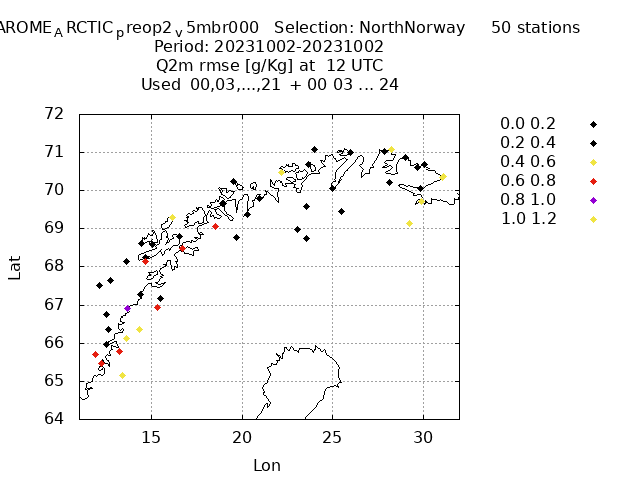 AROME_A RCTIC_p reop2_v 5mbr000 Selection: NorthNorway 50 stations
Period: 20231002-20231002
Q2m rmse [g/Kg] at 12 UTC
Used 00,03,...,21 + 00 03 ... 24
72
71
70
69
68
67
66
65
64
15 20 25 30
Lat
Lon
0.0 0.2
0.2 0.4
0.4 0.6
0.6 0.8
0.8 1.0
1.0 1.2